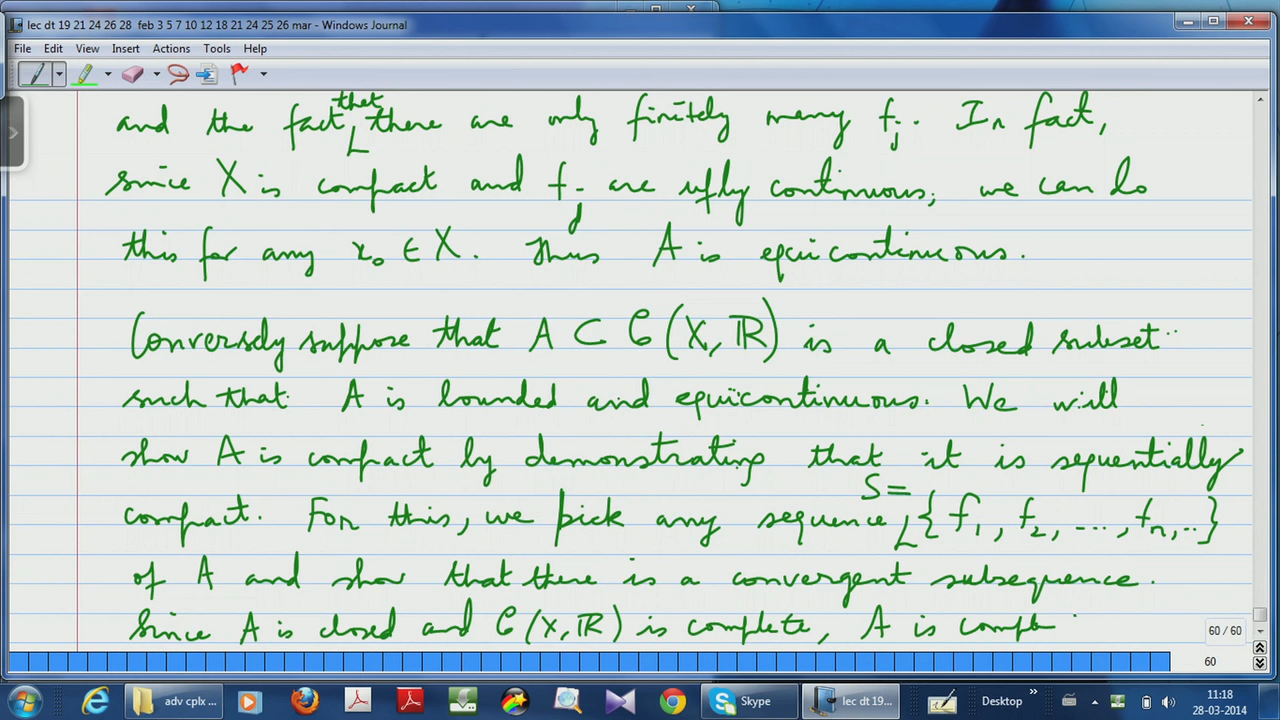 lec dt 19 21 24 26 28 feb 3 5 7 10 12 18 21 24 25 26 mar - Windows Journal
File Edit View Insert Actions Tools Help
and the fact that there are only finitely many fj. In fact,
since X is compact and fj are ufly continuous, we can do
this for any x₀ ∈ X. Thus A is equicontinuous.
Conversely suppose that A ⊂ C(X, ℝ) is a closed subset
such that A is bounded and equicontinuous. We will
show A is compact by demonstrating that it is sequentially
compact. For this, we pick any sequence S = {f₁, f₂, ..., fn, ..}
of A and show that there is a convergent subsequence.
Since A is closed and C(X, ℝ) is complete, A is comple
60 / 60
60
adv cplx ... Skype lec dt 19... Desktop 11:18
28-03-2014